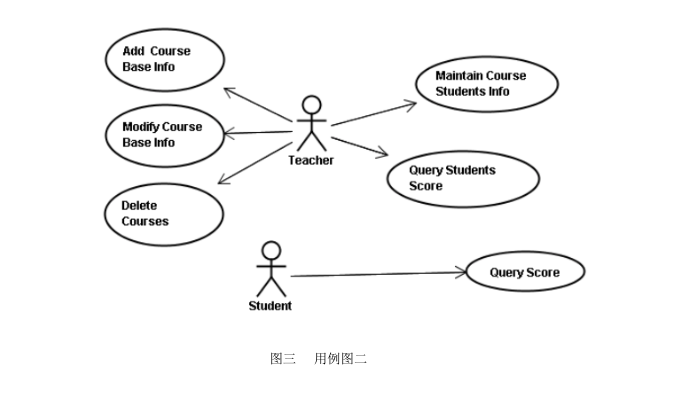 Add Course
Base Info
Maintain Course
Students Info
Modify Course
Base Info
Teacher
Query Students
Score
Delete
Courses
Query Score
Student
图三 用例图二